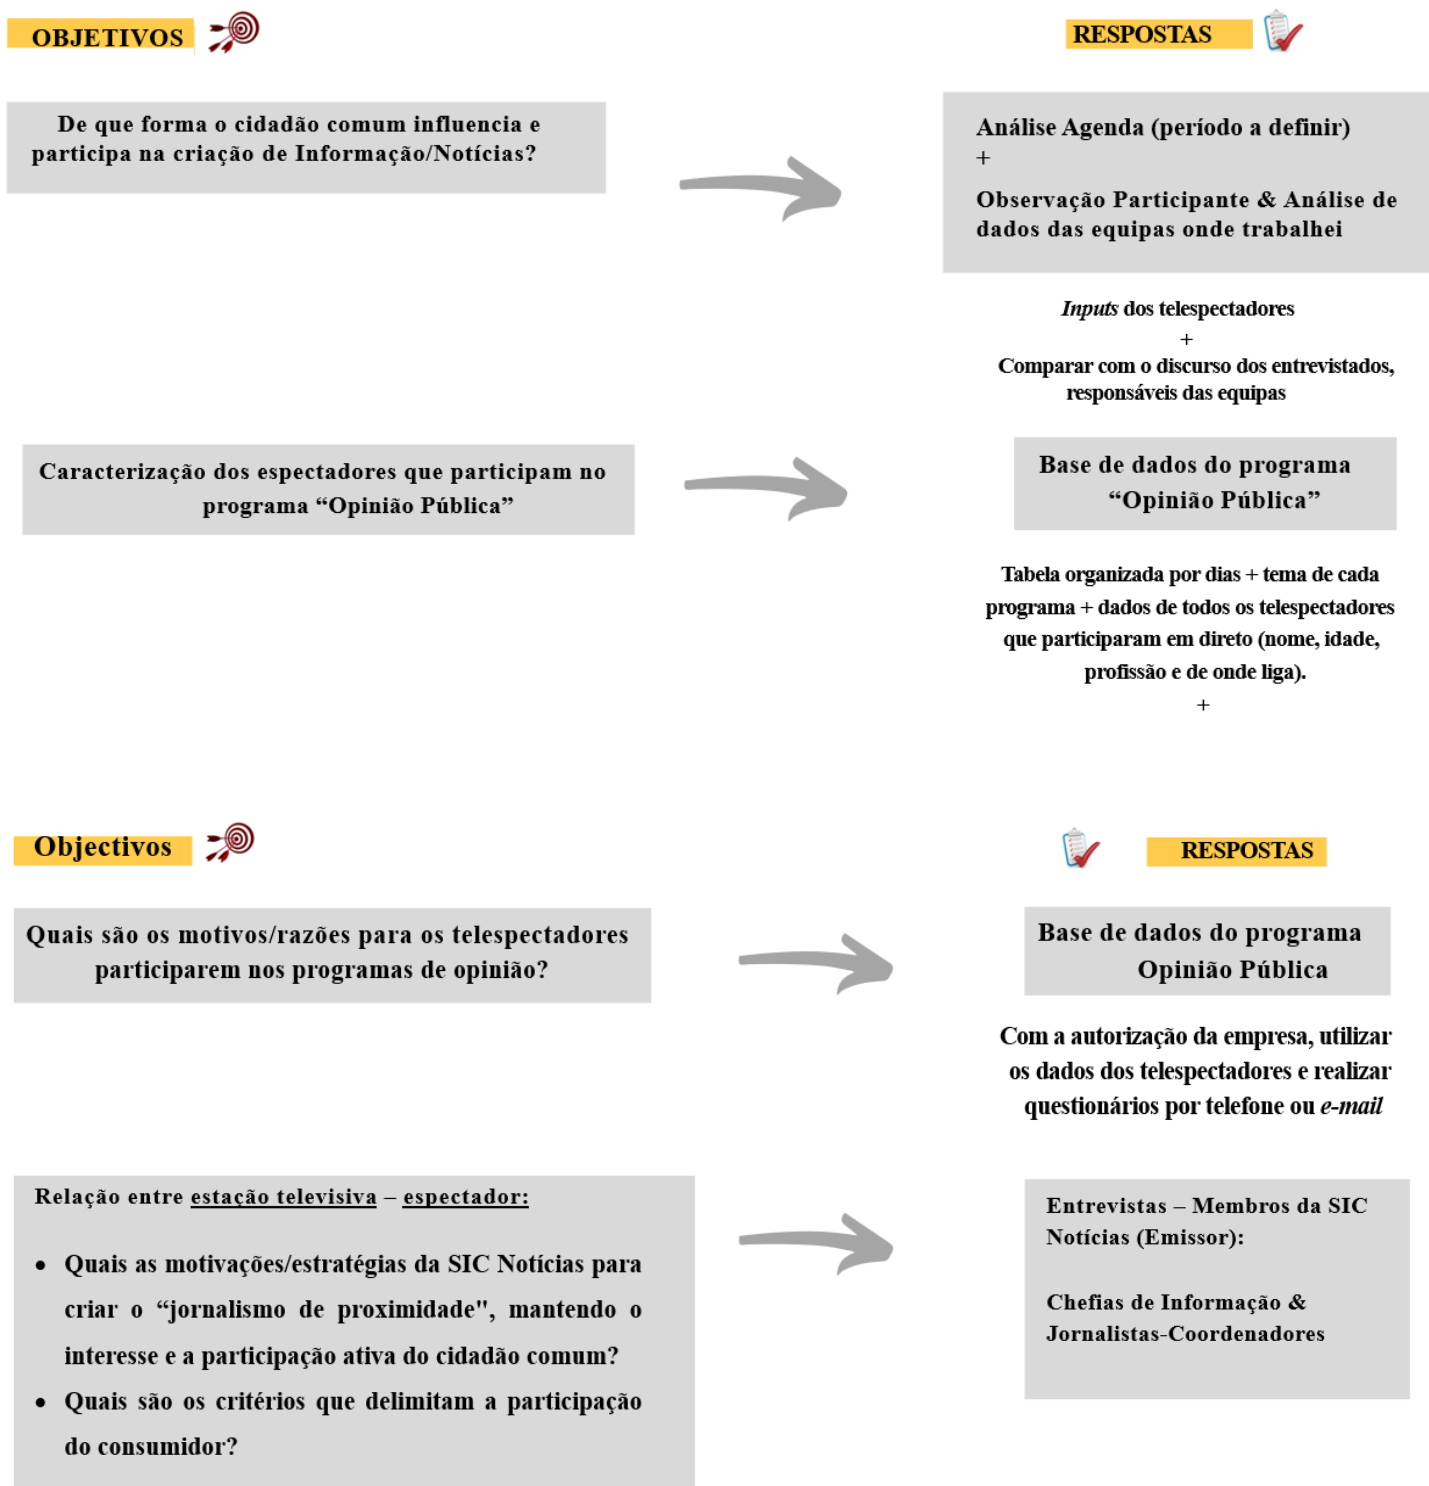 OBJETIVOS
RESPOSTAS
De que forma o cidadão comum influencia e
participa na criação de Informação/Notícias?
Análise Agenda (período a definir)
+
Observação Participante & Análise de
dados das equipas onde trabalhei
Inputs dos telespectadores
+
Comparar com o discurso dos entrevistados,
responsáveis das equipas
Caracterização dos espectadores que participam no
programa “Opinião Pública”
Base de dados do programa
“Opinião Pública”
Tabela organizada por dias + tema de cada
programa + dados de todos os telespectadores
que participaram em direto (nome, idade,
profissão e de onde liga).
+
Objectivos
RESPOSTAS
Quais são os motivos/razões para os telespectadores
participarem nos programas de opinião?
Base de dados do programa
Opinião Pública
Com a autorização da empresa, utilizar
os dados dos telespectadores e realizar
questionários por telefone ou e-mail
Relação entre estação televisiva – espectador:
• Quais as motivações/estratégias da SIC Notícias para
criar o “jornalismo de proximidade", mantendo o
interesse e a participação ativa do cidadão comum?
• Quais são os critérios que delimitam a participação
do consumidor?
Entrevistas – Membros da SIC
Notícias (Emissor):
Chefias de Informação &
Jornalistas-Coordenadores